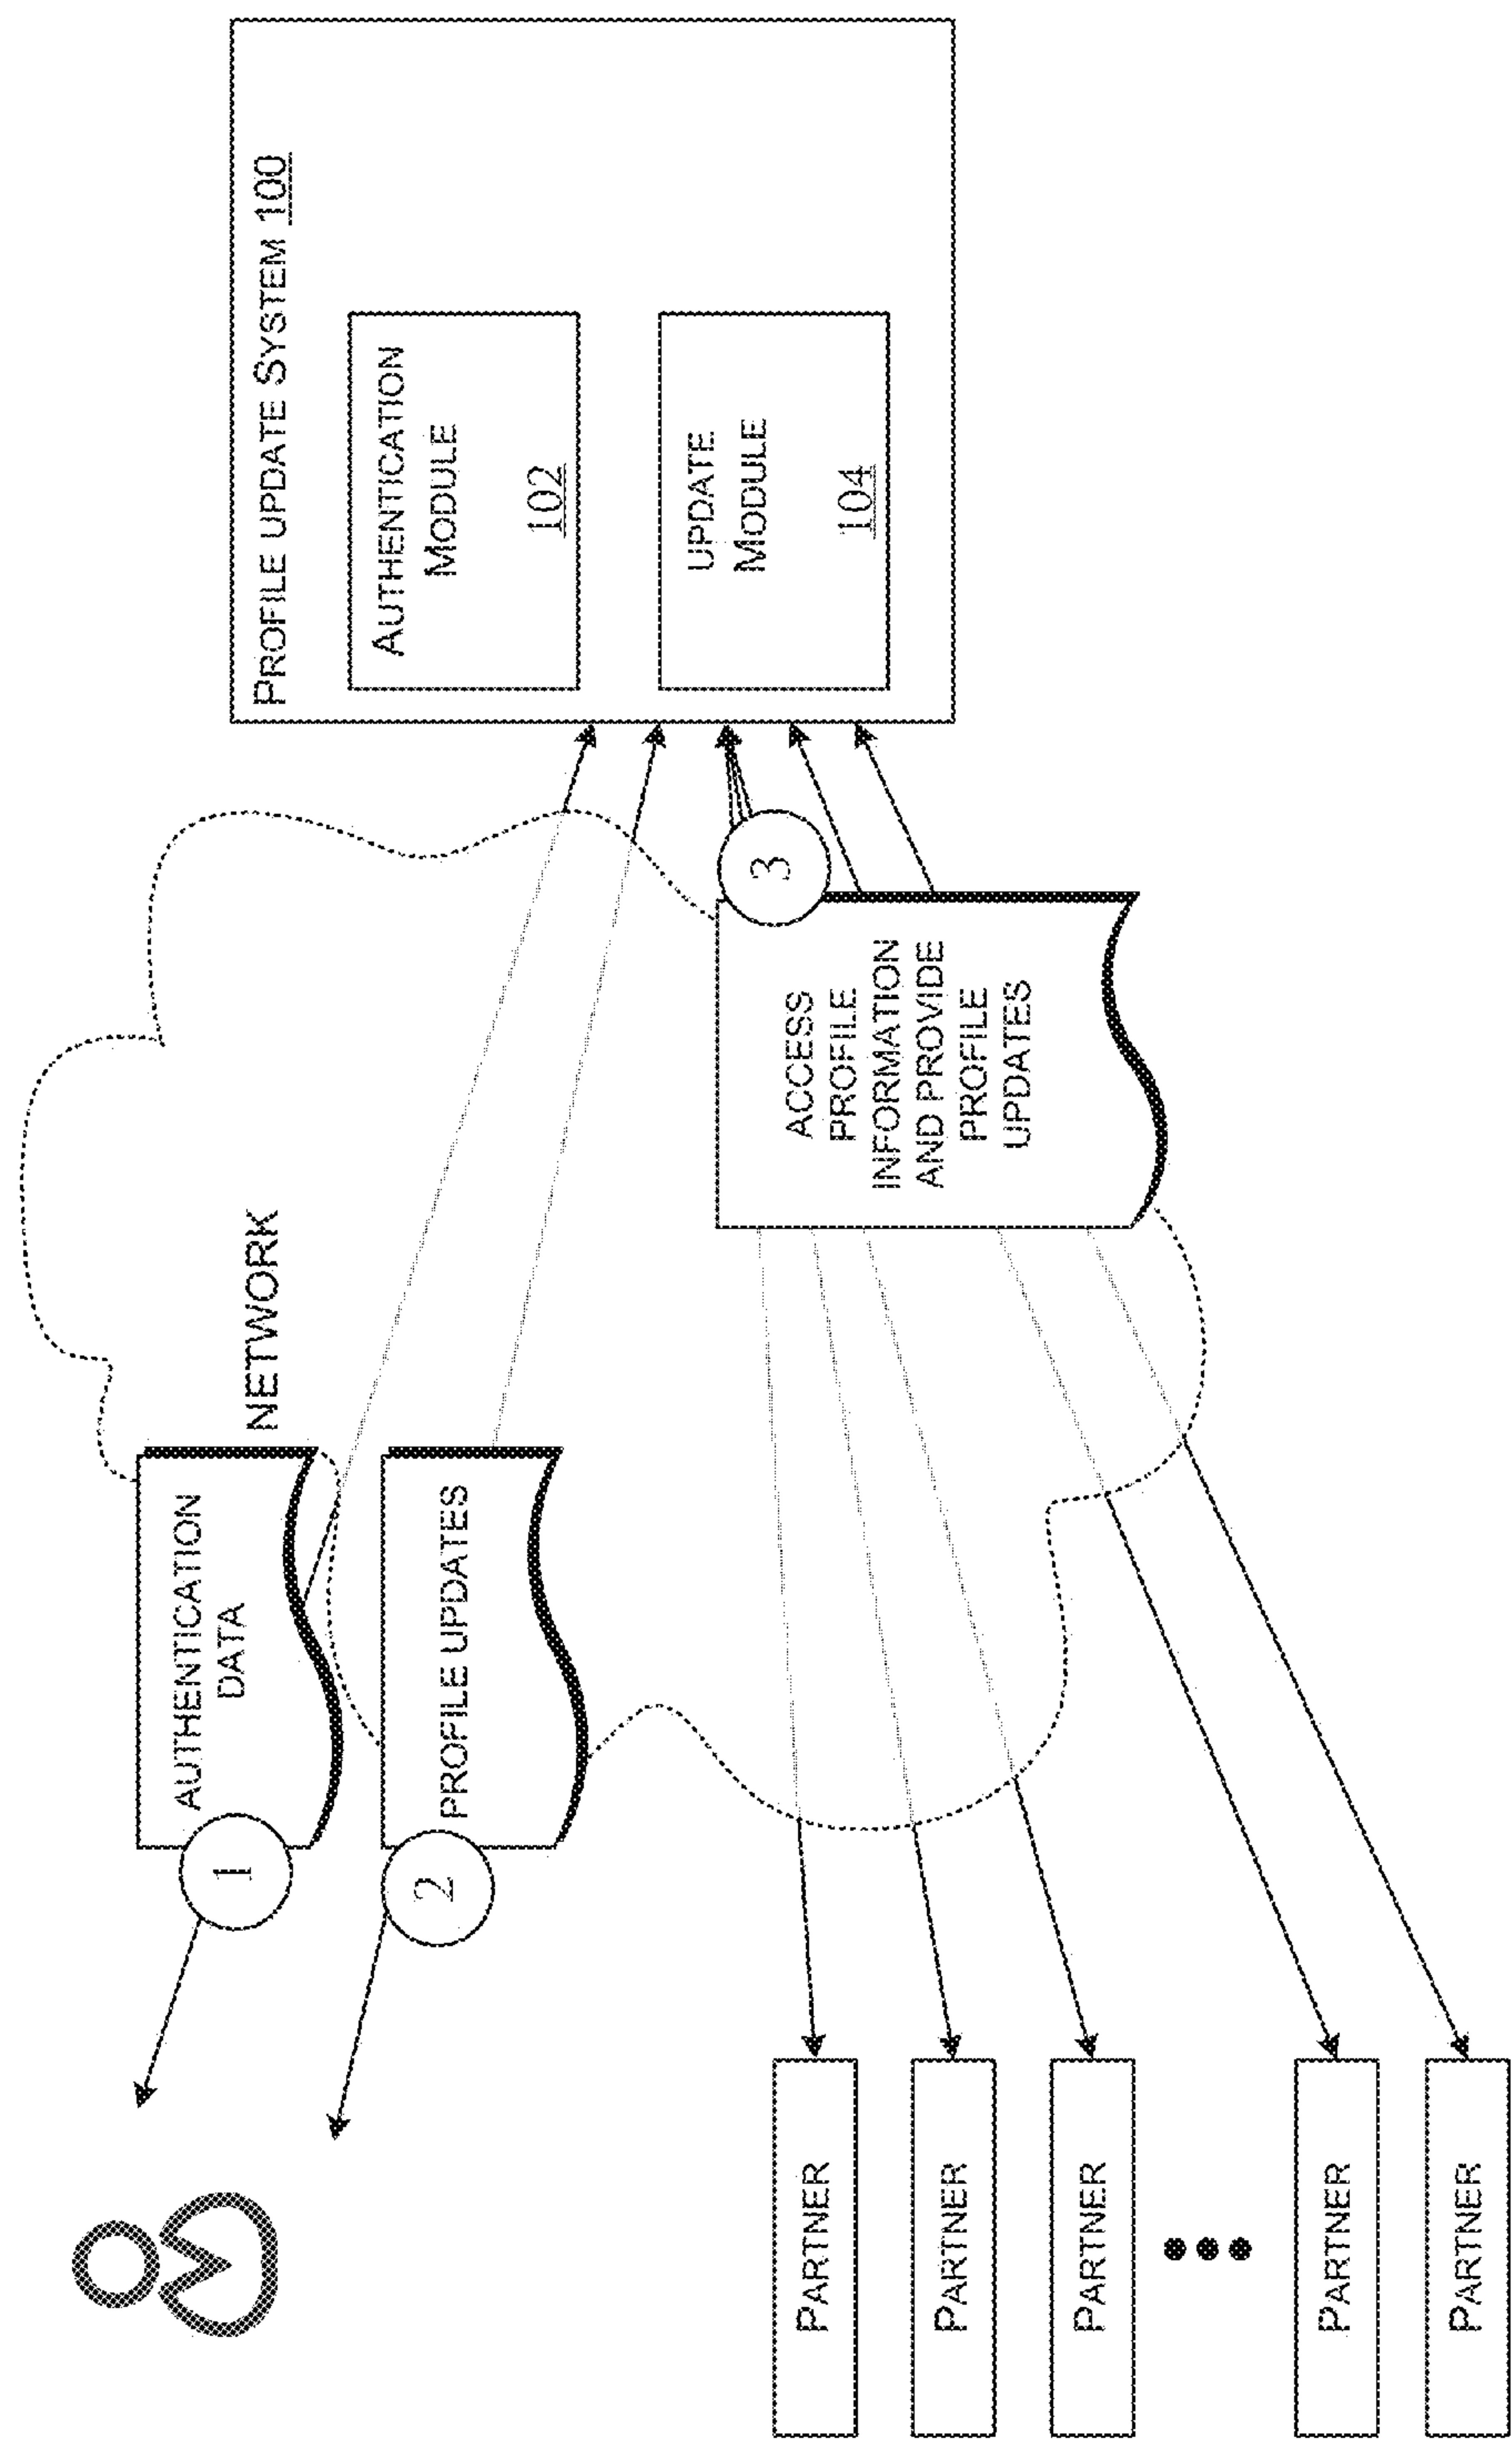 PROFILE UPDATE SYSTEM 100
AUTHENTICATION
MODULE
102
UPDATE
MODULE
104
NETWORK
AUTHENTICATION
DATA
1
PROFILE UPDATES
2
3
ACCESS
PROFILE
INFORMATION
AND PROVIDE
PROFILE
UPDATES
PARTNER
PARTNER
PARTNER
PARTNER
PARTNER